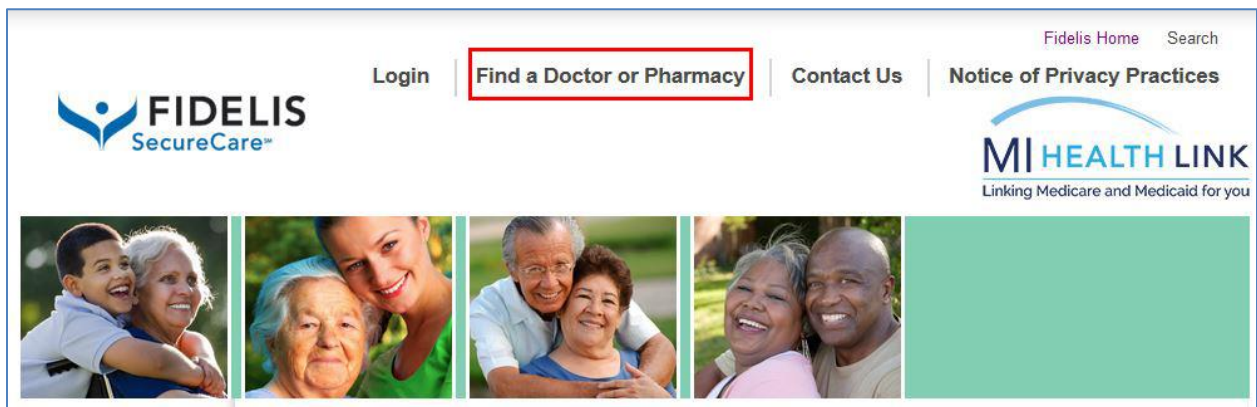 Fidelis Home Search
Login Find a Doctor or Pharmacy Contact Us Notice of Privacy Practices
FIDELIS
SecureCare℠
MI HEALTH LINK
Linking Medicare and Medicaid for you